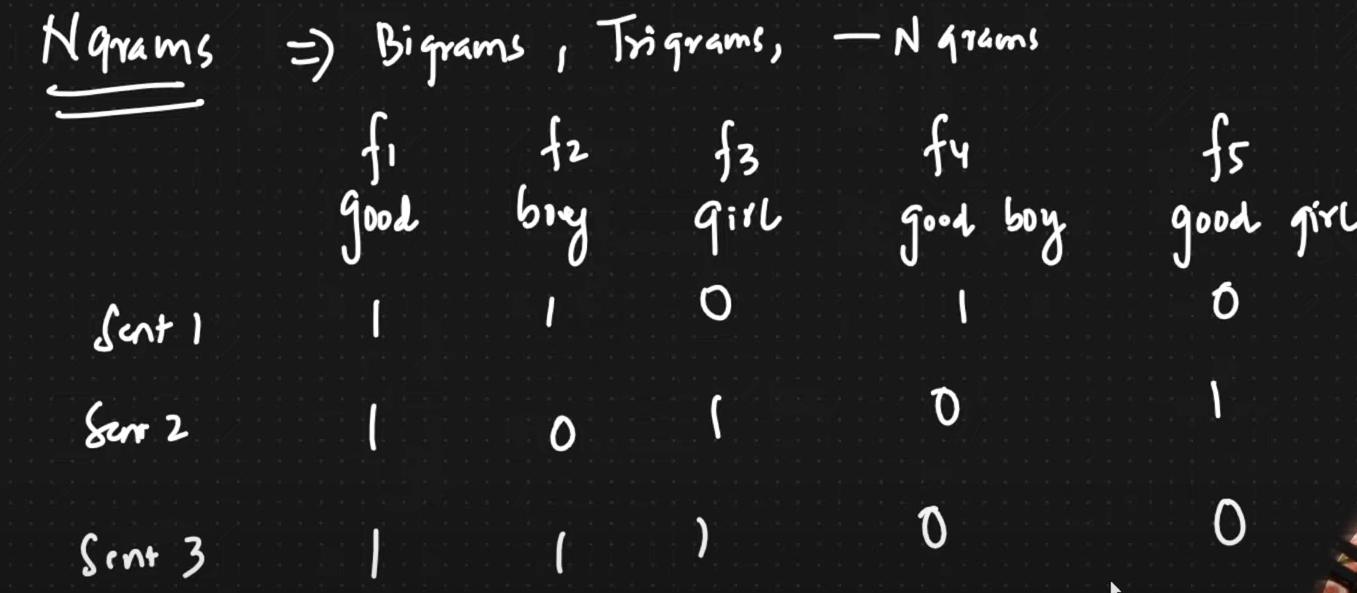 Ngrams => Bigrams, Trigrams, — N grams
f1 f2 f3 f4 f5
good boy girl good boy good girl
Sent 1 1 1 0 1 0
Sent 2 1 0 1 0 1
Sent 3 1 1 1 0 0